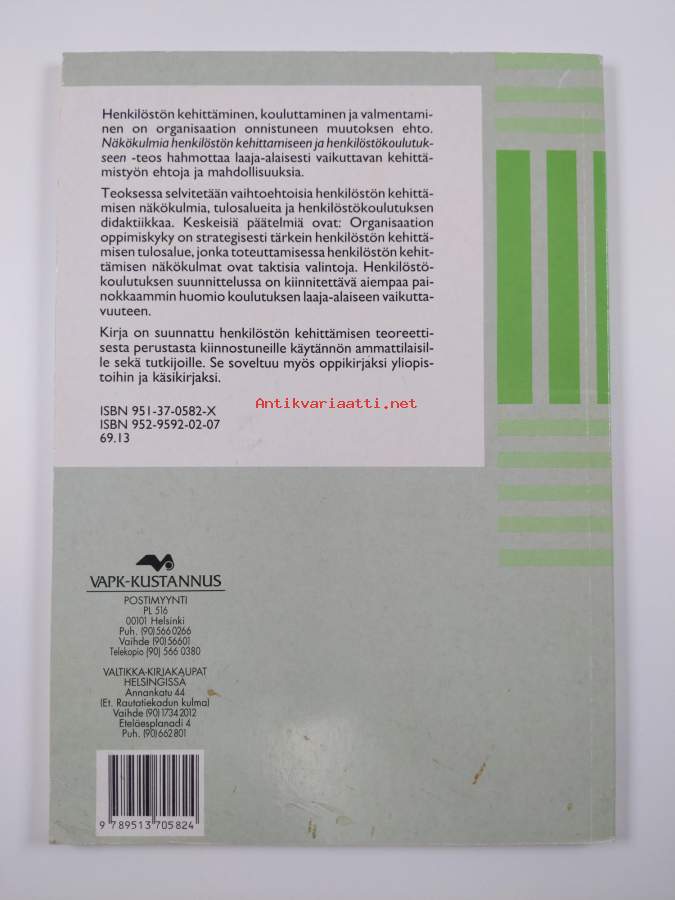 Henkilöstön kehittäminen, kouluttaminen ja valmentami-
nen on organisaation onnistuneen muutoksen ehto.
Näkökulmia henkilöstön kehittamiseen ja henkilöstökoulutuk-
seen -teos hahmottaa laaja-alaisesti vaikuttavan kehittä-
mistyön ehtoja ja mahdollisuuksia.
Teoksessa selvitetään vaihtoehtoisia henkilöstön kehittä-
misen näkökulmia, tulosalueita ja henkilöstökoulutuksen
didaktiikkaa. Keskeisiä päätelmiä ovat: Organisaation
oppimiskyky on strategisesti tärkein henkilöstön kehittä-
misen tulosalue, jonka toteuttamisessa henkilöstön kehit-
tämisen näkökulmat ovat taktisia valintoja. Henkilöstö-
koulutuksen suunnittelussa on kiinnitettävä aiempaa pai-
nokkaammin huomio koulutuksen laaja-alaiseen vaikutta-
vuuteen.
Kirja on suunnattu henkilöstön kehittämisen teoreetti-
sesta perustasta kiinnostuneille käytännön ammattilaisil-
le sekä tutkijoille. Se soveltuu myös oppikirjaksi yliopis-
toihin ja käsikirjaksi.
Antikvariaatti.net
ISBN 951-37-0582-X
ISBN 952-9592-02-07
69.13
VAPK-KUSTANNUS
POSTIMYYNTI
PL 516
00101 Helsinki
Puh. (90) 566 0266
Vaihde (90) 56601
Telekopio (90) 566 0380
VALTIKKA-KIRJAKAUPAT
HELSINGISSÄ
Annankatu 44
(Et. Rautatiekadun kulma)
Vaihde (90) 1734 2012
Eteläesplanadi 4
Puh. (90) 662 801
9 789513 705824